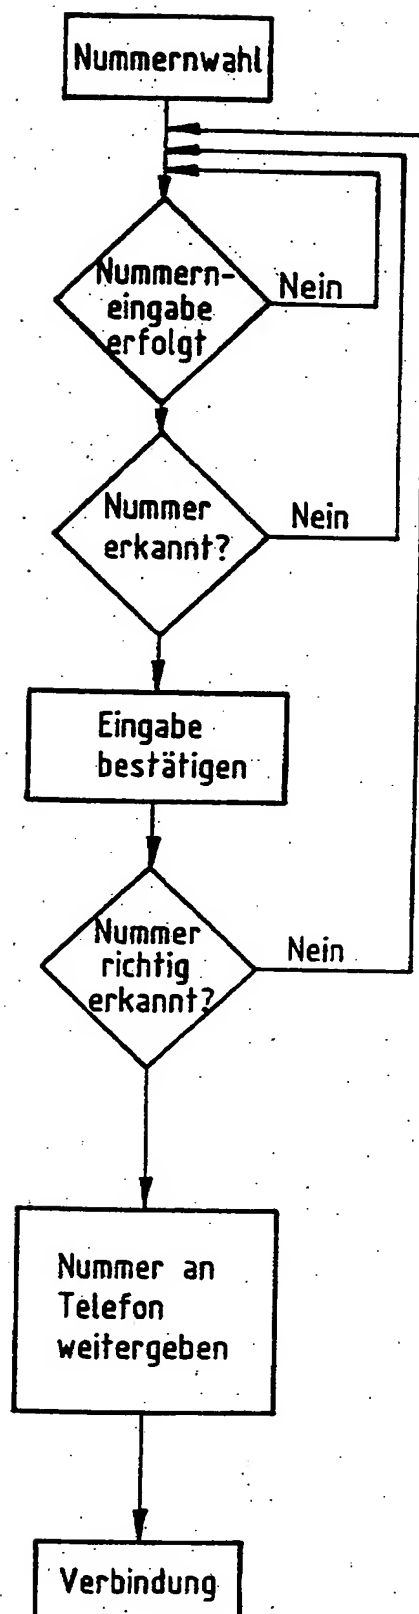 Nummernwahl
Nummern-
eingabe
erfolgt
Nein
Nummer
erkannt?
Nein
Eingabe
bestätigen
Nummer
richtig
erkannt?
Nein
Nummer an
Telefon
weitergeben
Verbindung